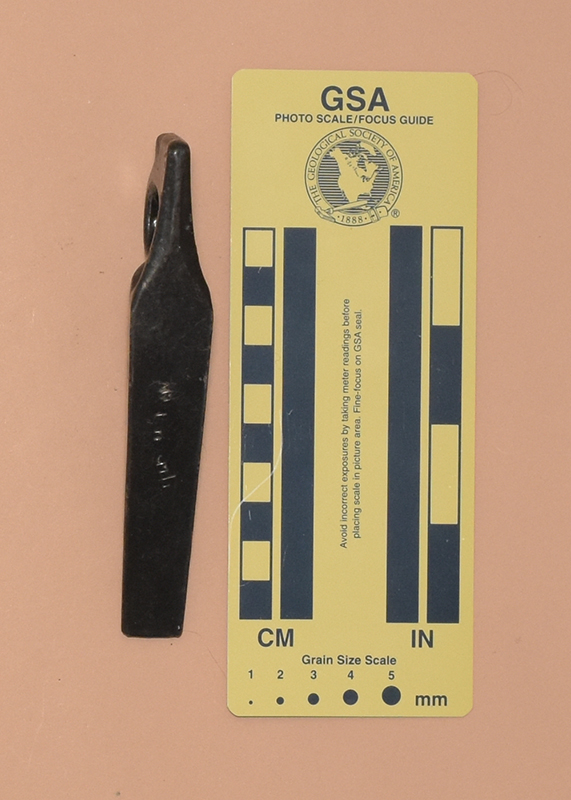 GSA
PHOTO SCALE/FOCUS GUIDE
THE GEOLOGICAL SOCIETY OF AMERICA
·1888·
®
Avoid incorrect exposures by taking meter readings before
placing scale in picture area. Fine-focus on GSA seal.
CM IN
Grain Size Scale
1 2 3 4 5
mm